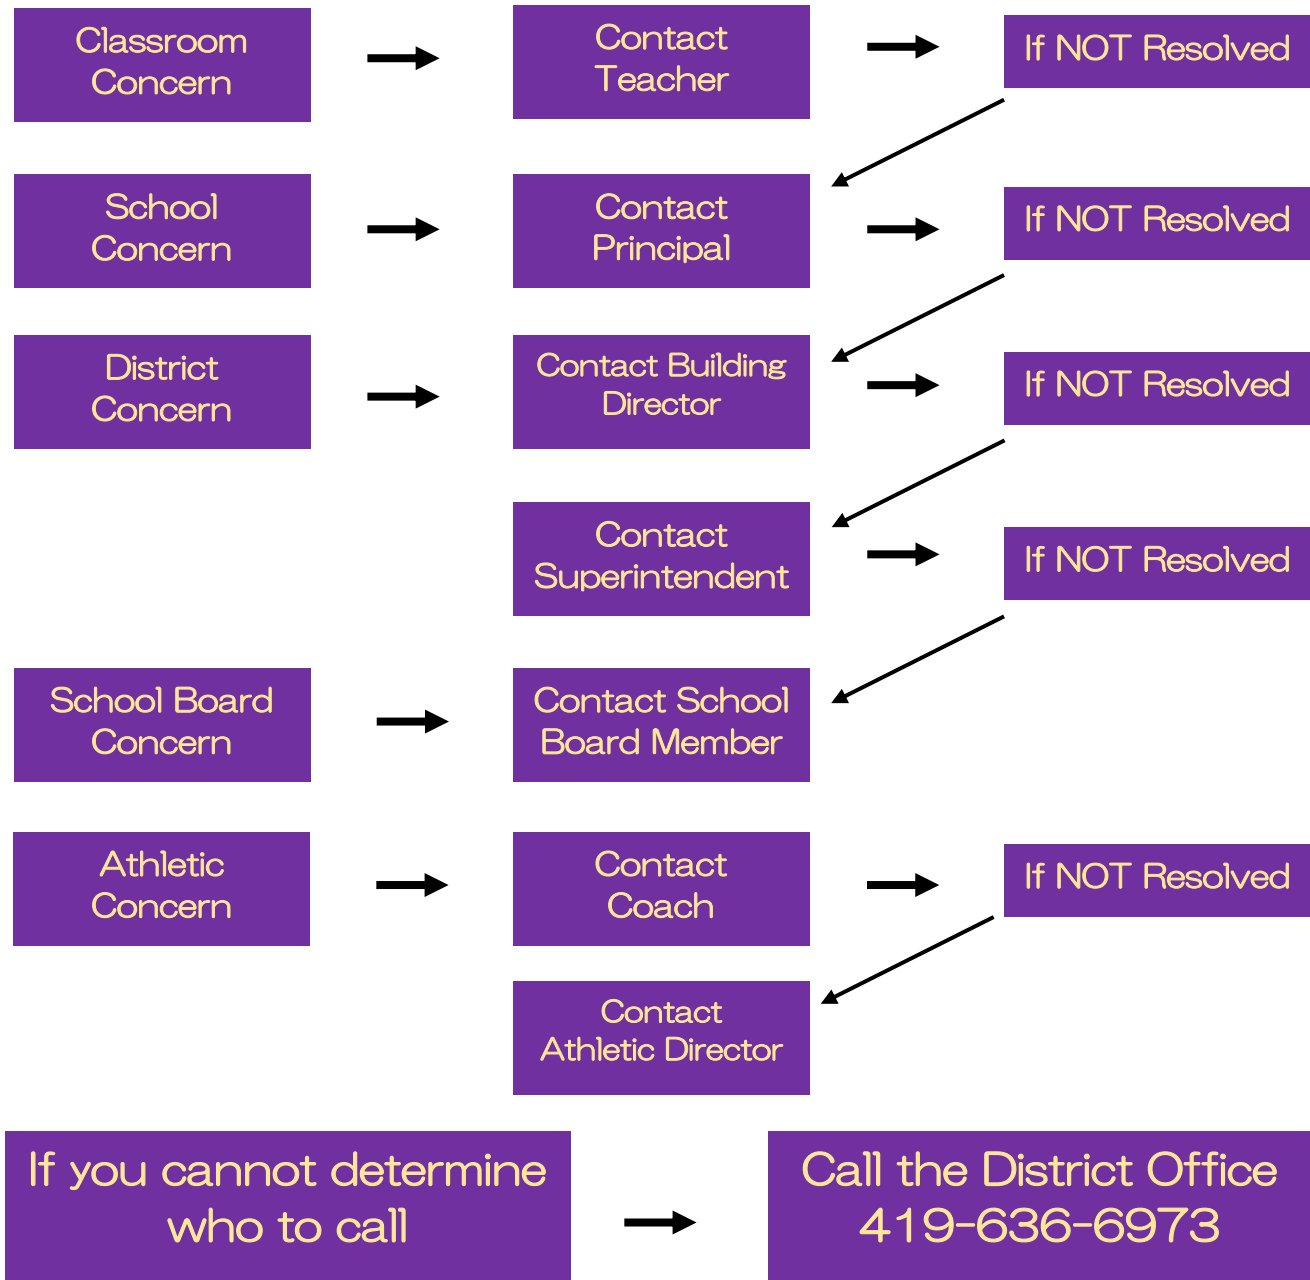 Classroom
Concern
Contact
Teacher
If NOT Resolved
School
Concern
Contact
Principal
If NOT Resolved
District
Concern
Contact Building
Director
If NOT Resolved
Contact
Superintendent
If NOT Resolved
School Board
Concern
Contact School
Board Member
Athletic
Concern
Contact
Coach
If NOT Resolved
Contact
Athletic Director
If you cannot determine
who to call
Call the District Office
419-636-6973